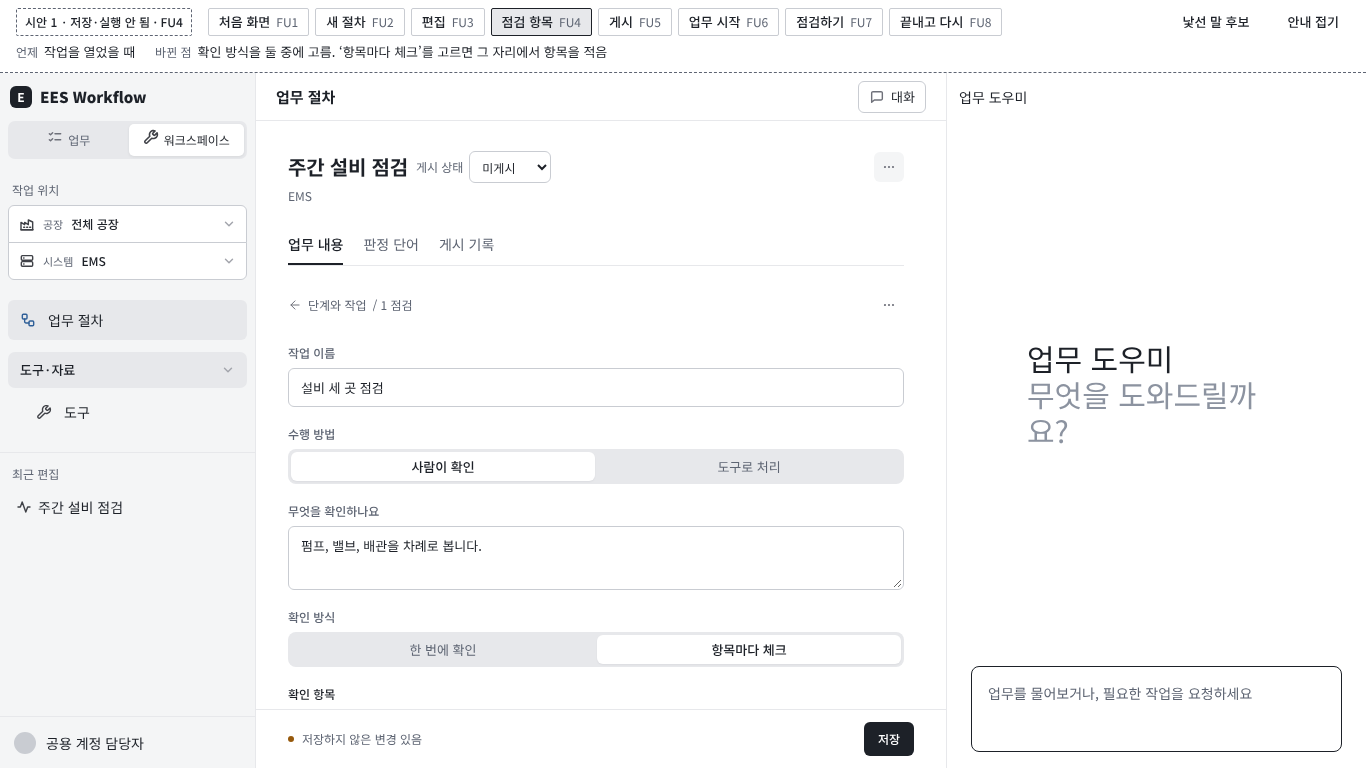 시안 1 · 저장·실행 안 됨 · FU4
처음 화면 FU1
새 절차 FU2
편집 FU3
점검 항목 FU4
게시 FU5
업무 시작 FU6
점검하기 FU7
끝내고 다시 FU8
낯선 말 후보
안내 접기
언제 작업을 열었을 때 바뀐 점 확인 방식을 둘 중에 고름. ‘항목마다 체크’를 고르면 그 자리에서 항목을 적음
E EES Workflow
업무
워크스페이스
작업 위치
공장 전체 공장
시스템 EMS
업무 절차
도구·자료
도구
최근 편집
주간 설비 점검
공용 계정 담당자
업무 절차
대화
주간 설비 점검 게시 상태 미게시
EMS
업무 내용
판정 단어
게시 기록
단계와 작업 / 1 점검
작업 이름
설비 세 곳 점검
수행 방법
사람이 확인
도구로 처리
무엇을 확인하나요
펌프, 밸브, 배관을 차례로 봅니다.
확인 방식
한 번에 확인
항목마다 체크
확인 항목
저장하지 않은 변경 있음
저장
업무 도우미
업무 도우미
무엇을 도와드릴까
요?
업무를 물어보거나, 필요한 작업을 요청하세요